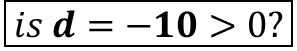 is d = −10 > 0?